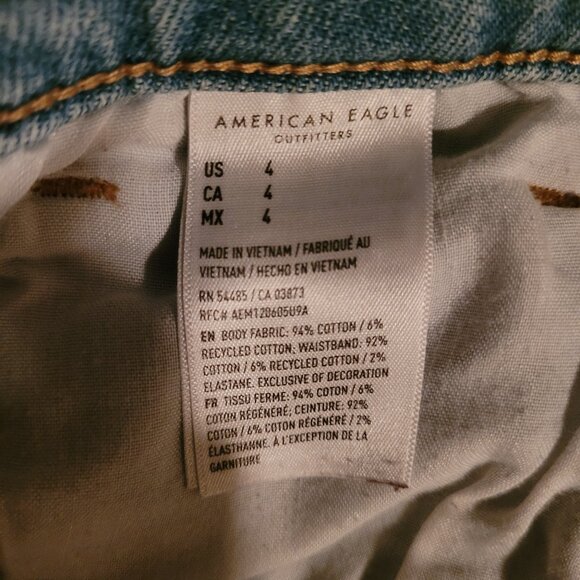 AMERICAN EAGLE
OUTFITTERS
US 4
CA 4
MX 4
MADE IN VIETNAM / FABRIQUÉ AU
VIETNAM / HECHO EN VIETNAM
RN 54485 / CA 03873
RFC# AEM120605U9A
EN BODY FABRIC: 94% COTTON / 6%
RECYCLED COTTON; WAISTBAND: 92%
COTTON / 6% RECYCLED COTTON / 2%
ELASTANE. EXCLUSIVE OF DECORATION
FR TISSU FERME: 94% COTON / 6%
COTON RÉGÉNÉRÉ; CEINTURE: 92%
COTON / 6% COTON RÉGÉNÉRÉ / 2%
ÉLASTHANNE. À L'EXCEPTION DE LA
GARNITURE